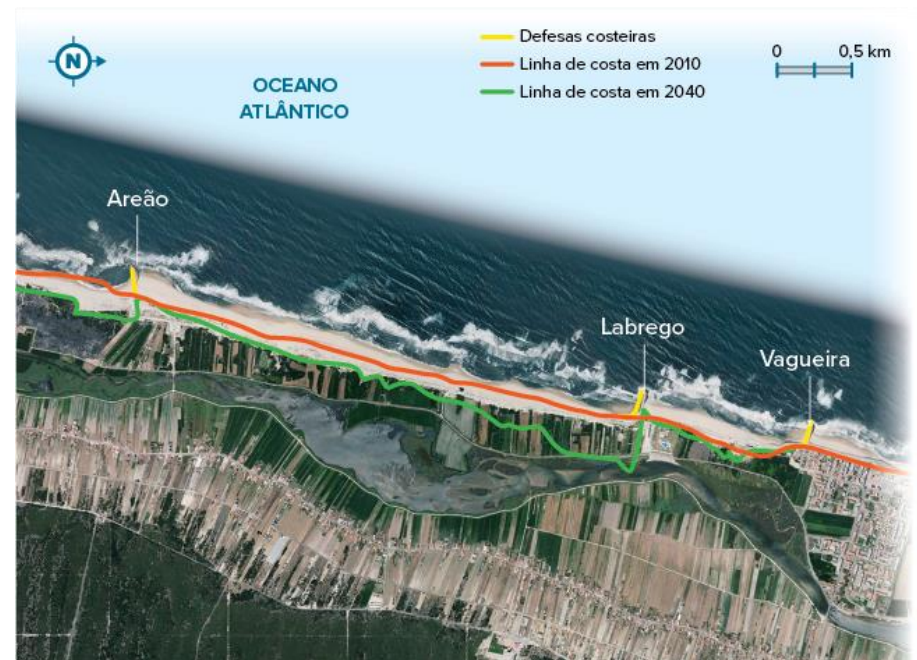 N
OCEANO
ATLÂNTICO
Defesas costeiras
Linha de costa em 2010
Linha de costa em 2040
0 0,5 km
Areão
Labrego
Vagueira